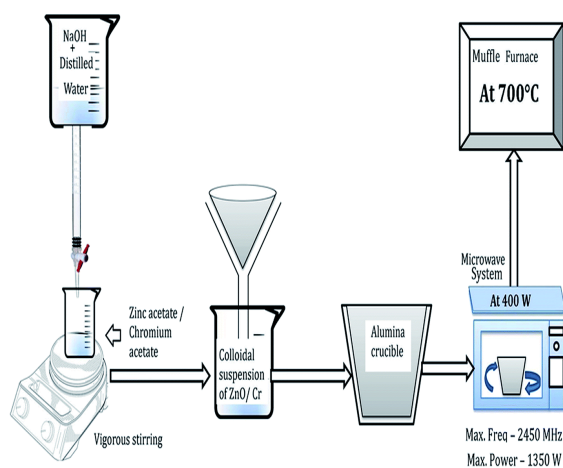 NaOH
+
Distilled
Water
Zinc acetate /
Chromium
acetate
Vigorous stirring
Colloidal
suspension
of ZnO/ Cr
Alumina
crucible
Muffle Furnace
At 700°C
Microwave
System
At 400 W
Max. Freq – 2450 MHz
Max. Power – 1350 W